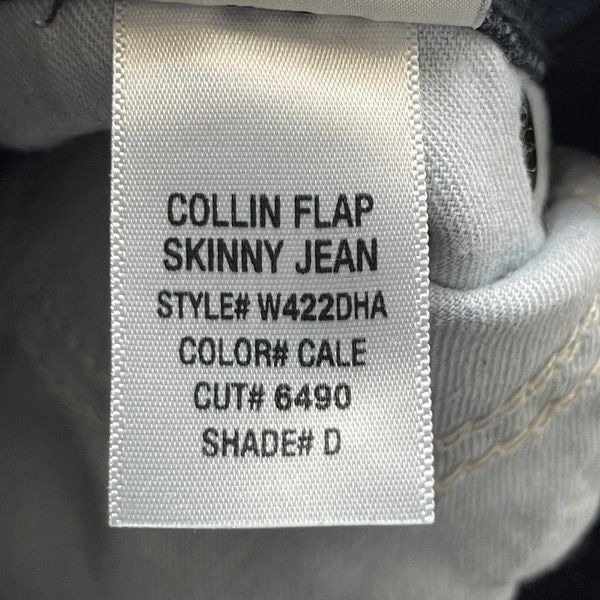 COLLIN FLAP
SKINNY JEAN
STYLE# W422DHA
COLOR# CALE
CUT# 6490
SHADE# D